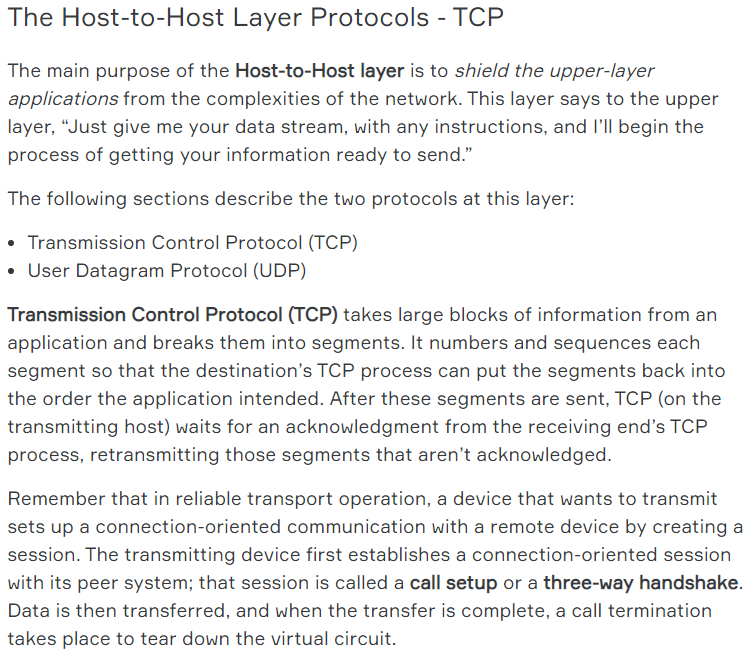 The Host-to-Host Layer Protocols - TCP
The main purpose of the Host-to-Host layer is to shield the upper-layer
applications from the complexities of the network. This layer says to the upper
layer, “Just give me your data stream, with any instructions, and I’ll begin the
process of getting your information ready to send.”
The following sections describe the two protocols at this layer:
• Transmission Control Protocol (TCP)
• User Datagram Protocol (UDP)
Transmission Control Protocol (TCP) takes large blocks of information from an
application and breaks them into segments. It numbers and sequences each
segment so that the destination’s TCP process can put the segments back into
the order the application intended. After these segments are sent, TCP (on the
transmitting host) waits for an acknowledgment from the receiving end’s TCP
process, retransmitting those segments that aren’t acknowledged.
Remember that in reliable transport operation, a device that wants to transmit
sets up a connection-oriented communication with a remote device by creating a
session. The transmitting device first establishes a connection-oriented session
with its peer system; that session is called a call setup or a three-way handshake.
Data is then transferred, and when the transfer is complete, a call termination
takes place to tear down the virtual circuit.